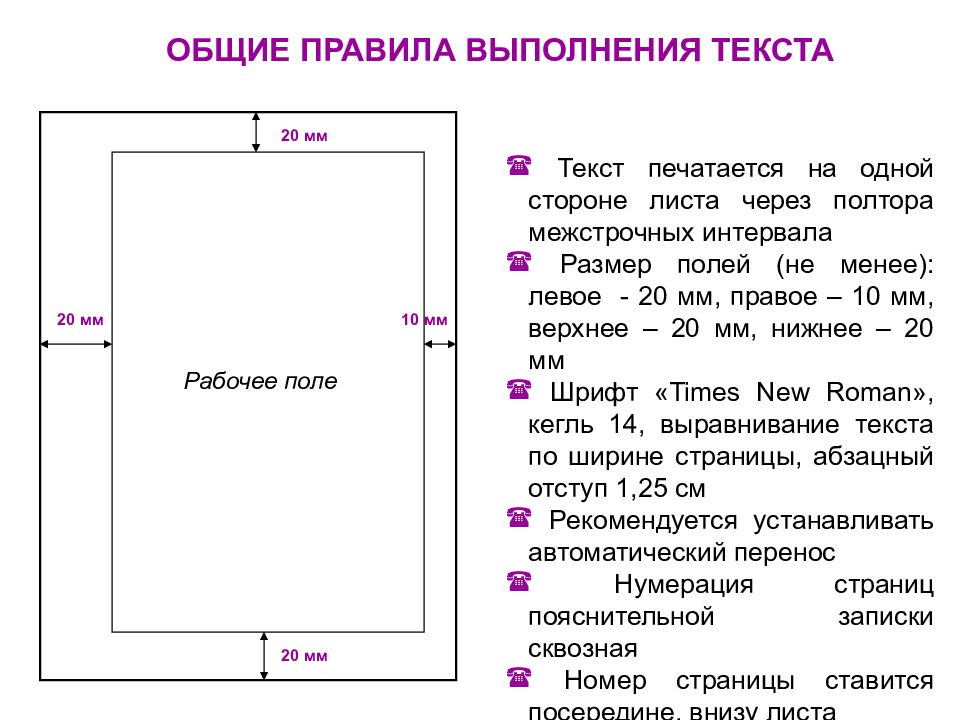 ОБЩИЕ ПРАВИЛА ВЫПОЛНЕНИЯ ТЕКСТА
20 мм
20 мм
10 мм
Рабочее поле
20 мм
Текст печатается на одной
стороне листа через полтора
межстрочных интервала
Размер полей (не менее):
левое - 20 мм, правое – 10 мм,
верхнее – 20 мм, нижнее – 20
мм
Шрифт «Times New Roman»,
кегль 14, выравнивание текста
по ширине страницы, абзацный
отступ 1,25 см
Рекомендуется устанавливать
автоматический перенос
Нумерация страниц
пояснительной записки
сквозная
Номер страницы ставится
посередине, внизу листа